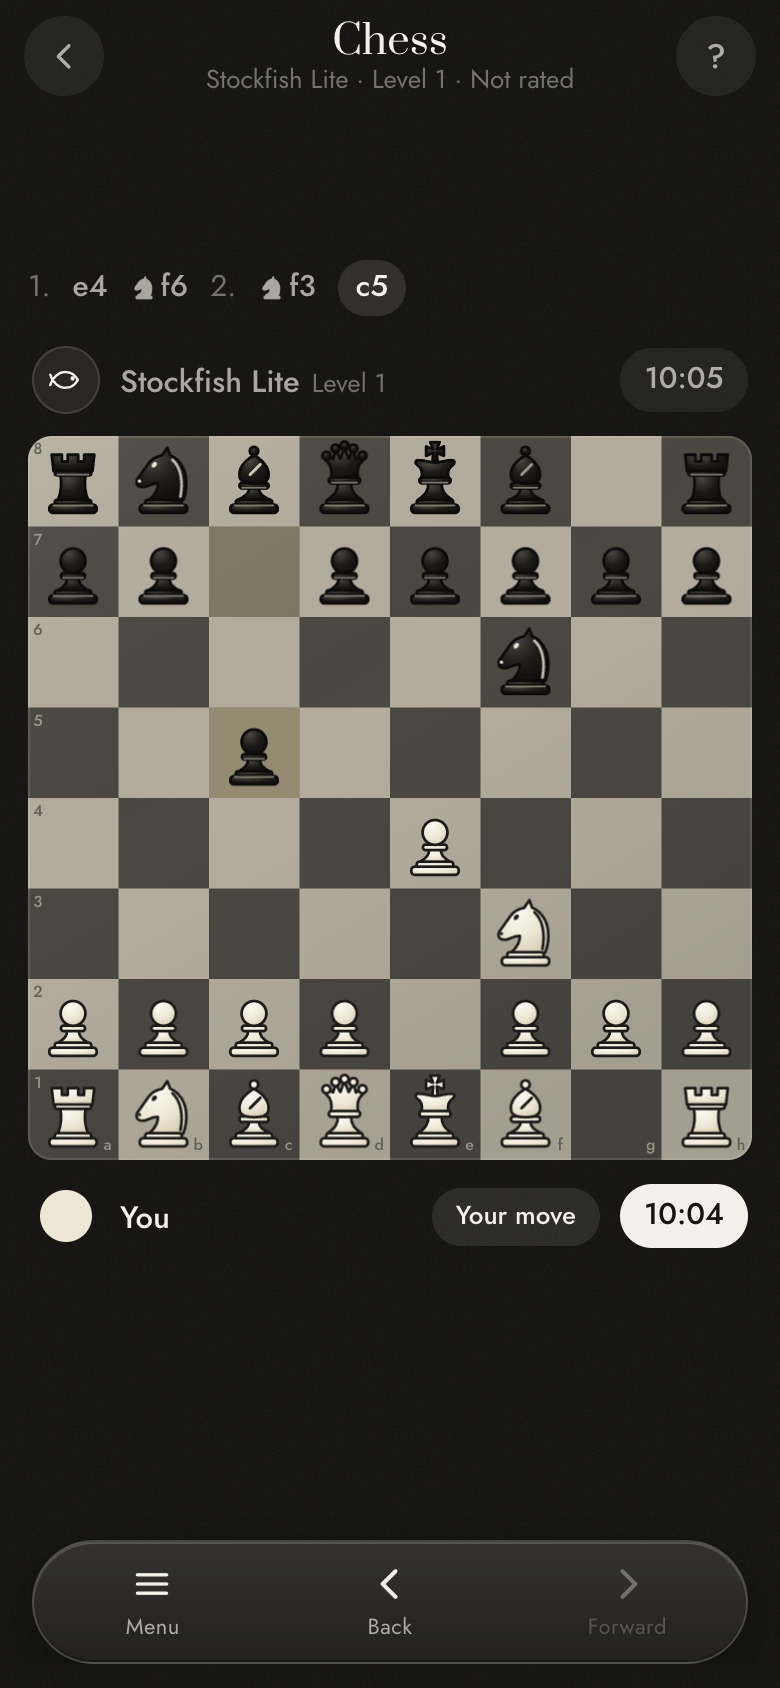 Chess
Stockfish Lite · Level 1 · Not rated
?
1. e4 ♞f6 2. ♞f3 c5
Stockfish Lite Level 1 10:05
8
7
6
5
4
3
2
1
a b c d e f g h
You Your move 10:04
Menu Back Forward